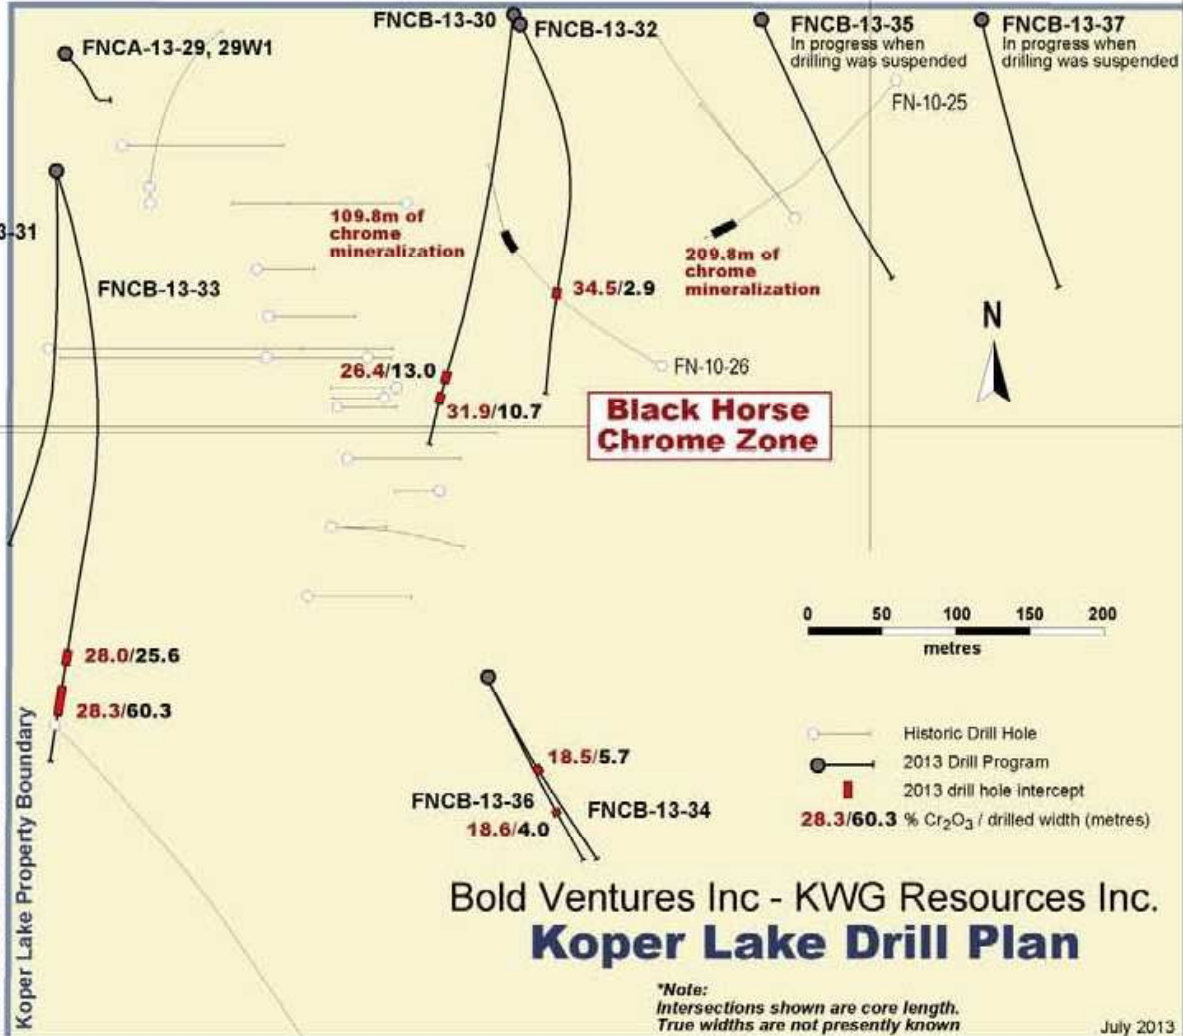 FNCB-13-30
FNCB-13-32
FNCB-13-35
In progress when
drilling was suspended
FNCB-13-37
In progress when
drilling was suspended
FNCA-13-29, 29W1
FN-10-25
3-31
109.8m of
chrome
mineralization
209.8m of
chrome
mineralization
FNCB-13-33
34.5/2.9
N
26.4/13.0
FN-10-26
31.9/10.7
Black Horse
Chrome Zone
0 50 100 150 200
metres
28.0/25.6
28.3/60.3
Koper Lake Property Boundary
18.5/5.7
FNCB-13-36
FNCB-13-34
18.6/4.0
Historic Drill Hole
2013 Drill Program
2013 drill hole intercept
28.3/60.3 % Cr₂O₃ / drilled width (metres)
Bold Ventures Inc - KWG Resources Inc.
Koper Lake Drill Plan
*Note:
Intersections shown are core length.
True widths are not presently known
July 2013